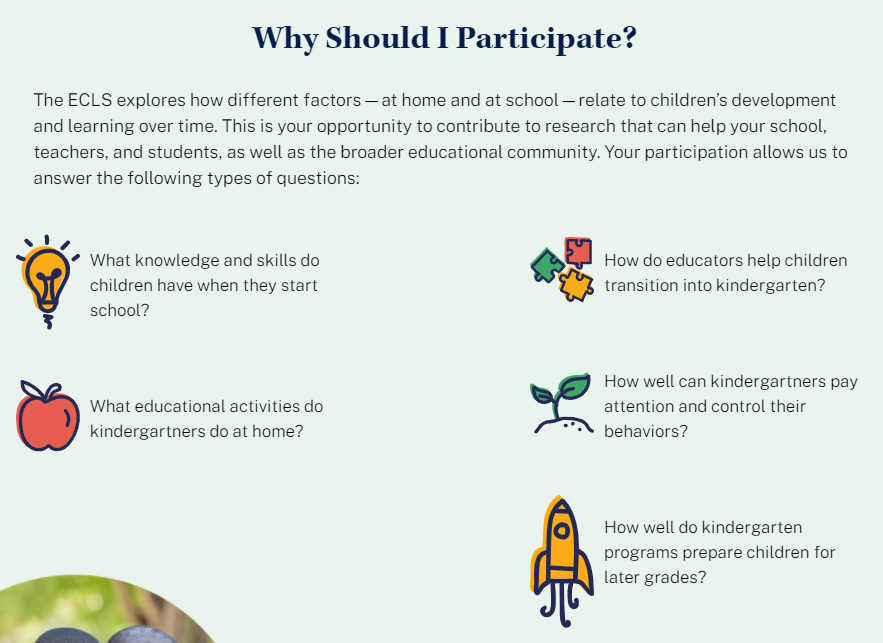 Why Should I Participate?
The ECLS explores how different factors — at home and at school — relate to children's development
and learning over time. This is your opportunity to contribute to research that can help your school,
teachers, and students, as well as the broader educational community. Your participation allows us to
answer the following types of questions:
What knowledge and skills do
children have when they start
school?
How do educators help children
transition into kindergarten?
What educational activities do
kindergartners do at home?
How well can kindergartners pay
attention and control their
behaviors?
How well do kindergarten
programs prepare children for
later grades?